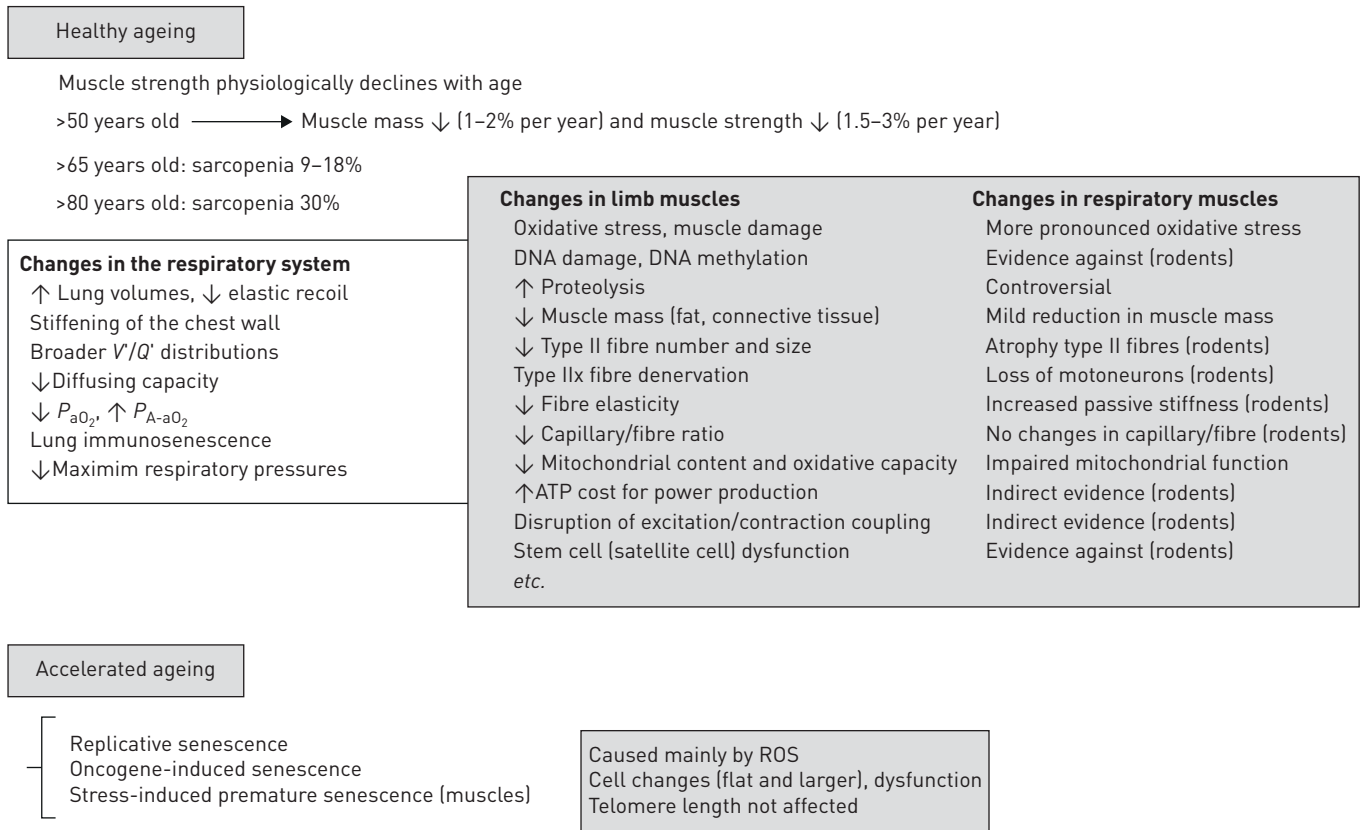 Healthy ageing
Muscle strength physiologically declines with age
>50 years old → Muscle mass ↓ (1–2% per year) and muscle strength ↓ (1.5–3% per year)
>65 years old: sarcopenia 9–18%
>80 years old: sarcopenia 30%
Changes in the respiratory system
↑ Lung volumes, ↓ elastic recoil
Stiffening of the chest wall
Broader V'/Q' distributions
↓Diffusing capacity
↓ PaO2, ↑ PA-aO2
Lung immunosenescence
↓Maximim respiratory pressures
Changes in limb muscles
Oxidative stress, muscle damage
DNA damage, DNA methylation
↑ Proteolysis
↓ Muscle mass (fat, connective tissue)
↓ Type II fibre number and size
Type IIx fibre denervation
↓ Fibre elasticity
↓ Capillary/fibre ratio
↓ Mitochondrial content and oxidative capacity
↑ATP cost for power production
Disruption of excitation/contraction coupling
Stem cell (satellite cell) dysfunction
etc.
Changes in respiratory muscles
More pronounced oxidative stress
Evidence against (rodents)
Controversial
Mild reduction in muscle mass
Atrophy type II fibres (rodents)
Loss of motoneurons (rodents)
Increased passive stiffness (rodents)
No changes in capillary/fibre (rodents)
Impaired mitochondrial function
Indirect evidence (rodents)
Indirect evidence (rodents)
Evidence against (rodents)
Accelerated ageing
Replicative senescence
Oncogene-induced senescence
Stress-induced premature senescence (muscles)
Caused mainly by ROS
Cell changes (flat and larger), dysfunction
Telomere length not affected